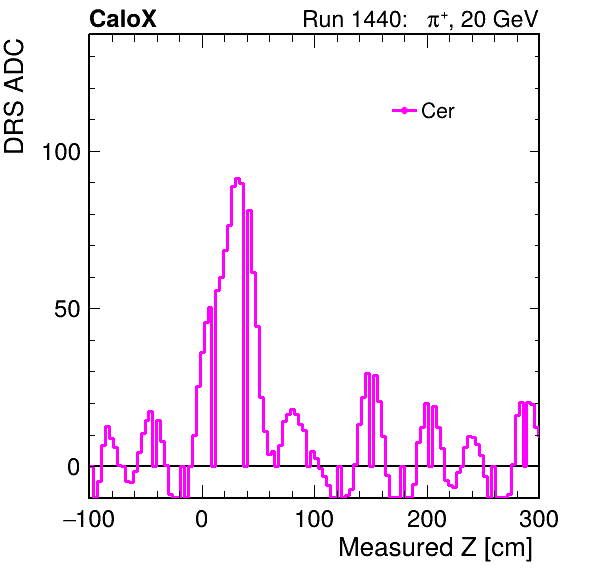 CaloX Run 1440: π⁺, 20 GeV
DRS ADC
Cer
100
50
0
−100 0 100 200 300
Measured Z [cm]